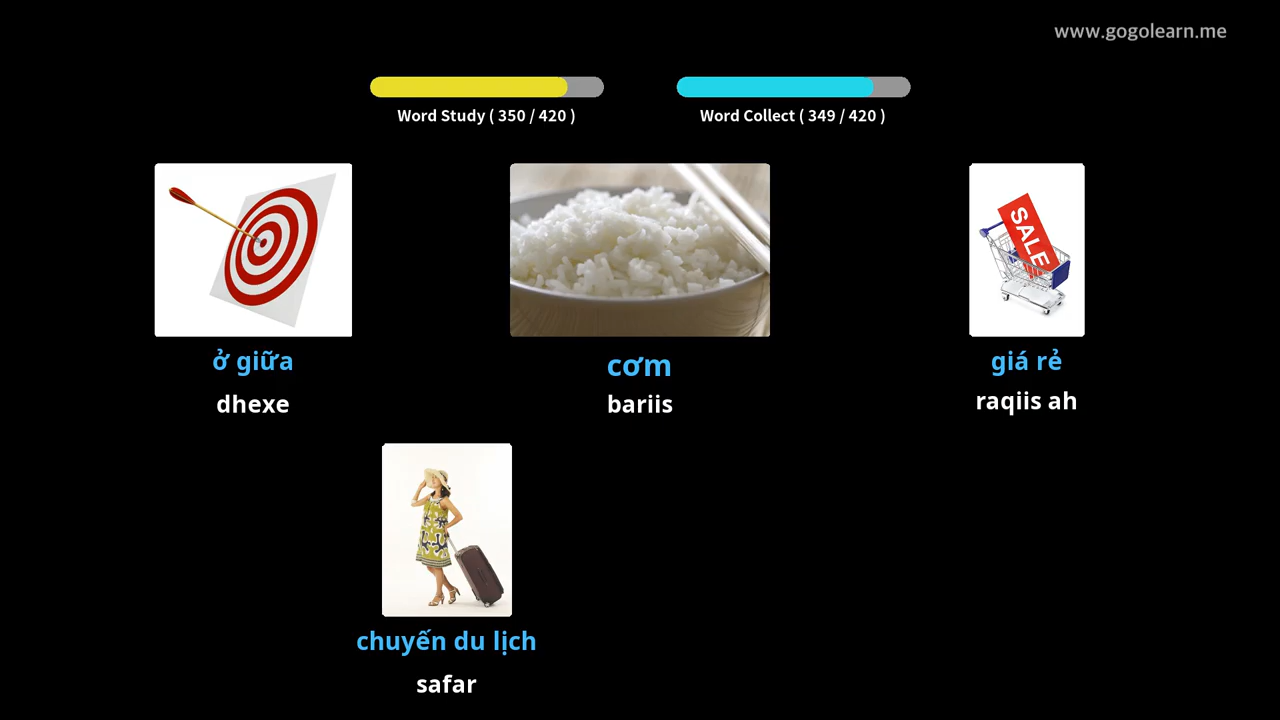 www.gogolearn.me
Word Study ( 350 / 420 )
Word Collect ( 349 / 420 )
SALE
ở giữa
cơm
giá rẻ
dhexe
bariis
raqiis ah
chuyến du lịch
safar